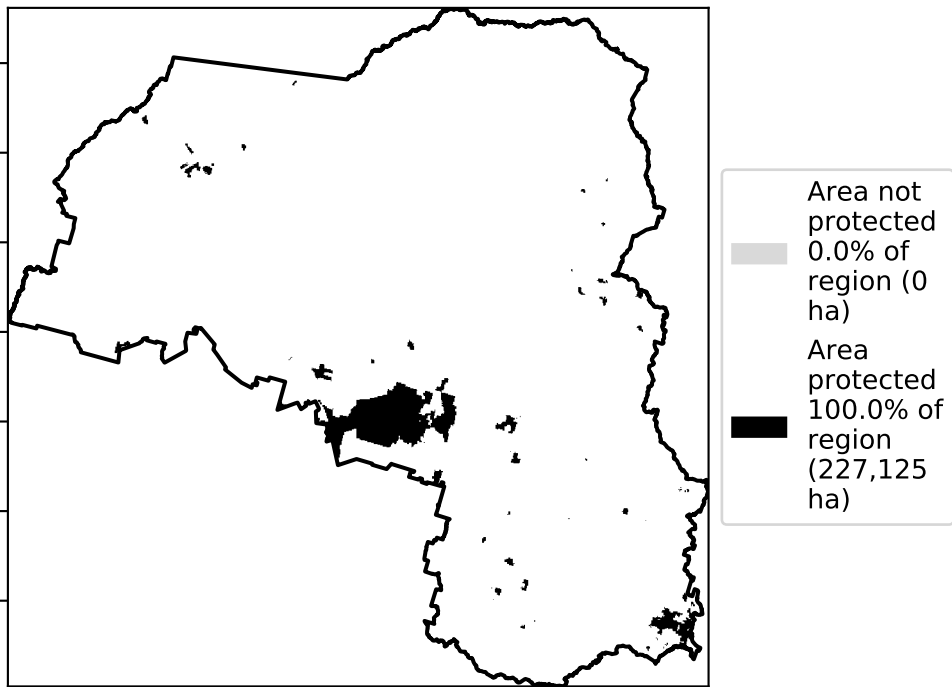 Area not
protected
0.0% of
region (0
ha)
Area
protected
100.0% of
region
(227,125
ha)